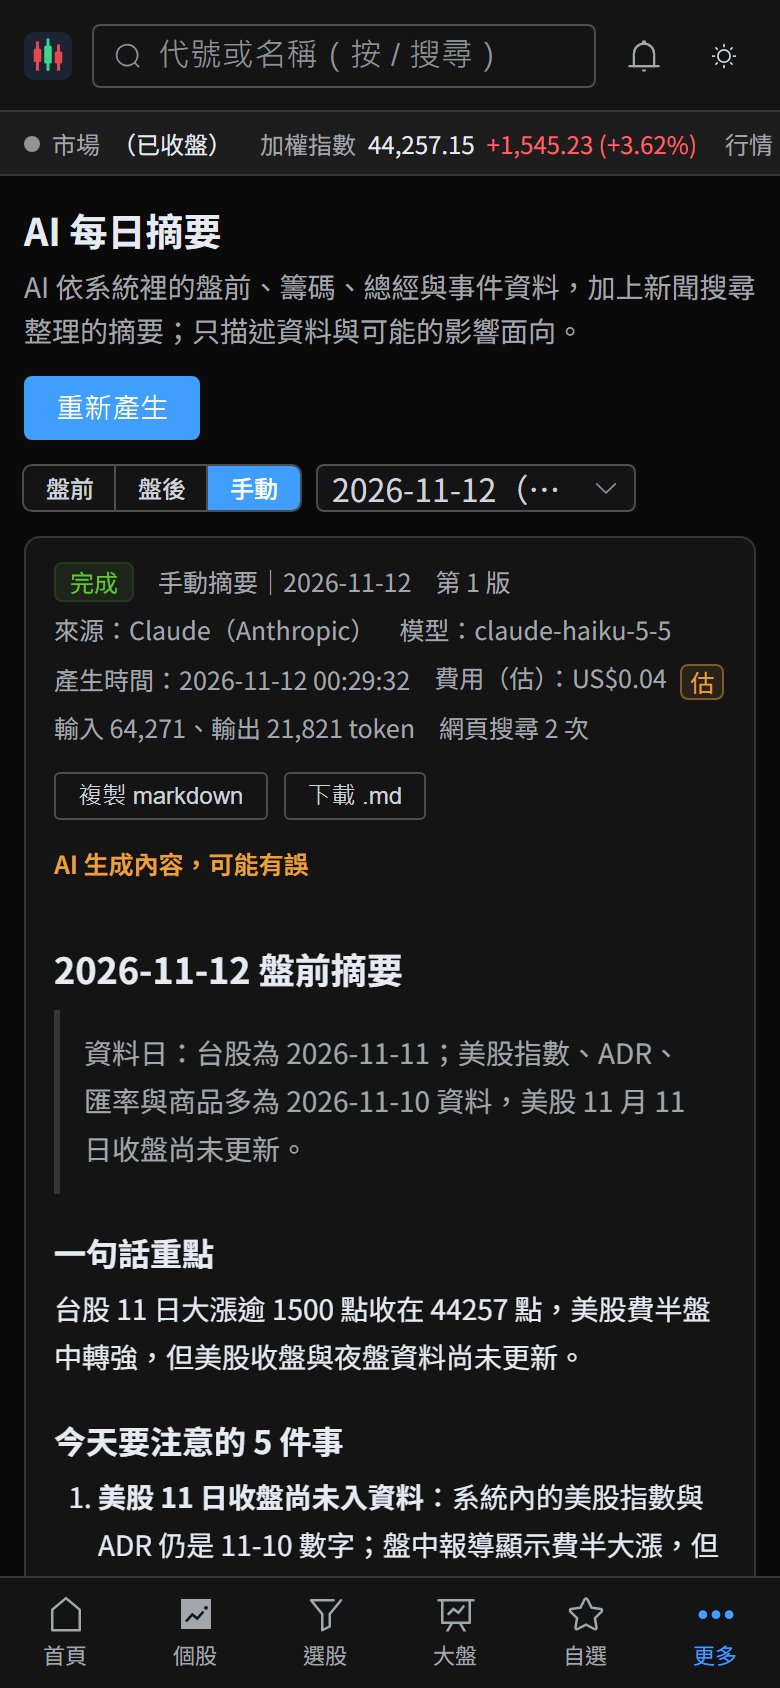 代號或名稱 ( 按 / 搜尋 )
市場 （已收盤） 加權指數 44,257.15 +1,545.23 (+3.62%) 行情
AI 每日摘要
AI 依系統裡的盤前、籌碼、總經與事件資料，加上新聞搜尋
整理的摘要；只描述資料與可能的影響面向。
重新產生
盤前 盤後 手動 2026-11-12（…
完成 手動摘要｜2026-11-12 第 1 版
來源：Claude（Anthropic） 模型：claude-haiku-5-5
產生時間：2026-11-12 00:29:32 費用（估）：US$0.04 估
輸入 64,271、輸出 21,821 token 網頁搜尋 2 次
複製 markdown 下載 .md
AI 生成內容，可能有誤
2026-11-12 盤前摘要
資料日：台股為 2026-11-11；美股指數、ADR、
匯率與商品多為 2026-11-10 資料，美股 11 月 11
日收盤尚未更新。
一句話重點
台股 11 日大漲逾 1500 點收在 44257 點，美股費半盤
中轉強，但美股收盤與夜盤資料尚未更新。
今天要注意的 5 件事
1. 美股 11 日收盤尚未入資料：系統內的美股指數與
ADR 仍是 11-10 數字；盤中報導顯示費半大漲，但
首頁 個股 選股 大盤 自選 更多